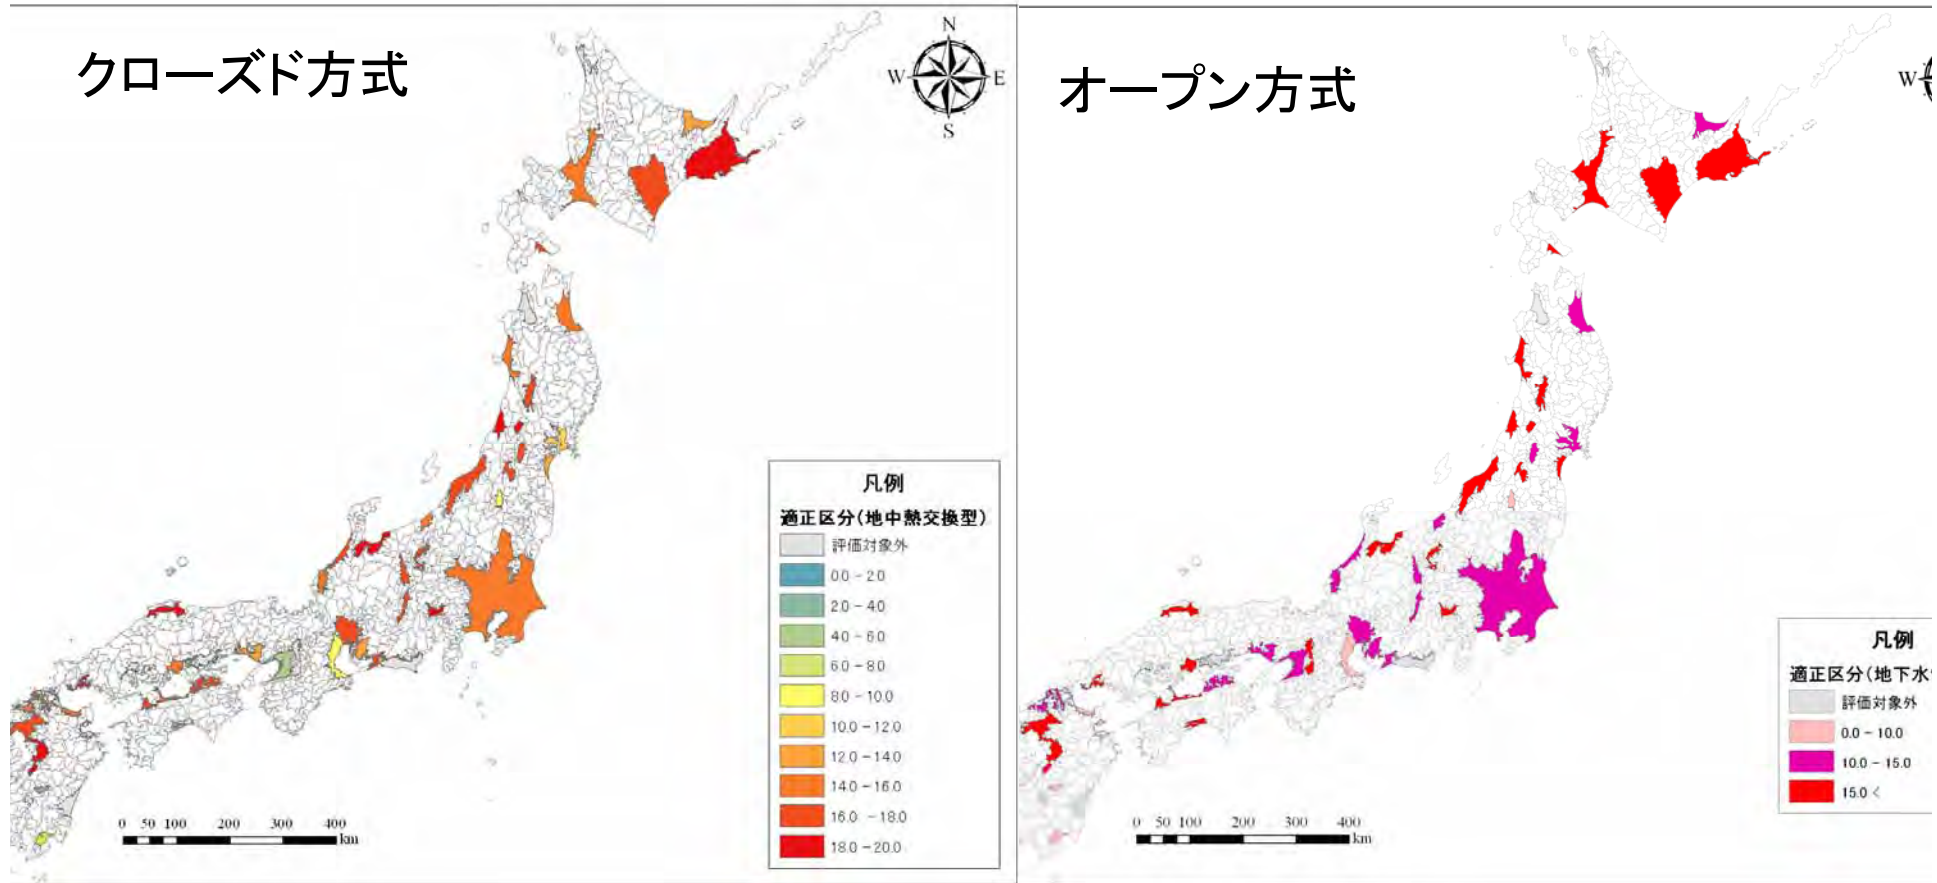 クローズド方式
N
W
E
S
凡例
適正区分(地中熱交換型)
評価対象外
0.0 - 2.0
2.0 - 4.0
4.0 - 6.0
6.0 - 8.0
8.0 - 10.0
10.0 - 12.0
12.0 - 14.0
14.0 - 16.0
16.0 - 18.0
18.0 - 20.0
0 50 100 200 300 400
km
オープン方式
W
凡例
適正区分(地下水
評価対象外
0.0 - 10.0
10.0 - 15.0
15.0 <
0 50 100 200 300 400
km